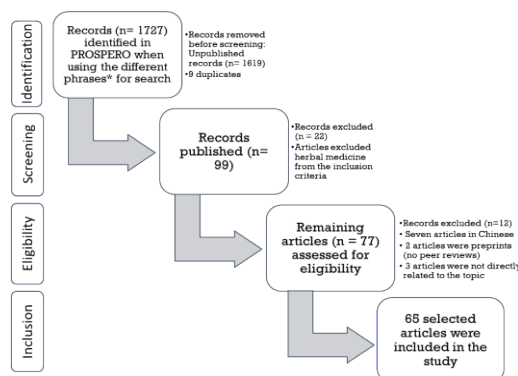 Identification
Records (n= 1727)
identified in
PROSPERO when
using the different
phrases* for search
•Records removed
before screening:
Unpublished
records (n= 1619)
•9 duplicates
Screening
Records
published (n=
99)
•Records excluded
(n = 22)
•Articles excluded
herbal medicine
from the inclusion
criteria
Eligibility
Remaining
articles (n = 77)
assessed for
eligibility
•Records excluded (n=12)
• Seven articles in Chinese
• 2 articles were preprints
(no peer reviews)
• 3 articles were not directly
related to the topic
Inclusion
65 selected
articles were
included in the
study